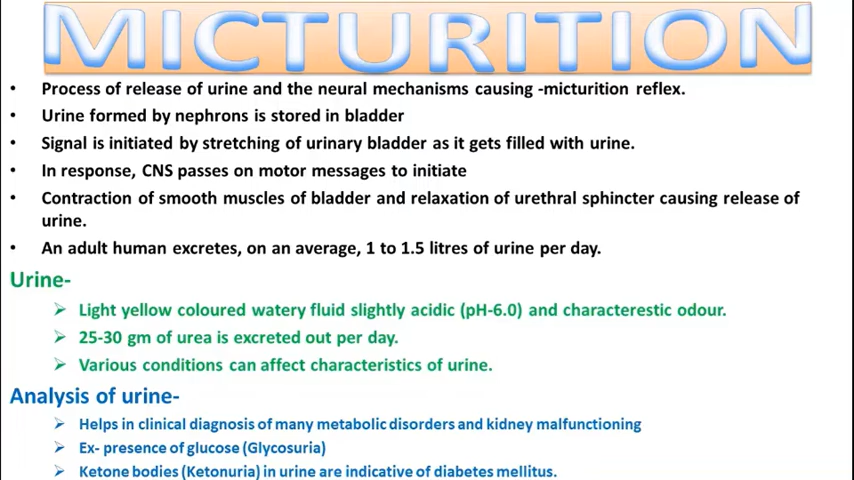 MICTURITION
• Process of release of urine and the neural mechanisms causing -micturition reflex.
• Urine formed by nephrons is stored in bladder
• Signal is initiated by stretching of urinary bladder as it gets filled with urine.
• In response, CNS passes on motor messages to initiate
• Contraction of smooth muscles of bladder and relaxation of urethral sphincter causing release of
urine.
• An adult human excretes, on an average, 1 to 1.5 litres of urine per day.
Urine-
➢ Light yellow coloured watery fluid slightly acidic (pH-6.0) and characterestic odour.
➢ 25-30 gm of urea is excreted out per day.
➢ Various conditions can affect characteristics of urine.
Analysis of urine-
➢ Helps in clinical diagnosis of many metabolic disorders and kidney malfunctioning
➢ Ex- presence of glucose (Glycosuria)
➢ Ketone bodies (Ketonuria) in urine are indicative of diabetes mellitus.